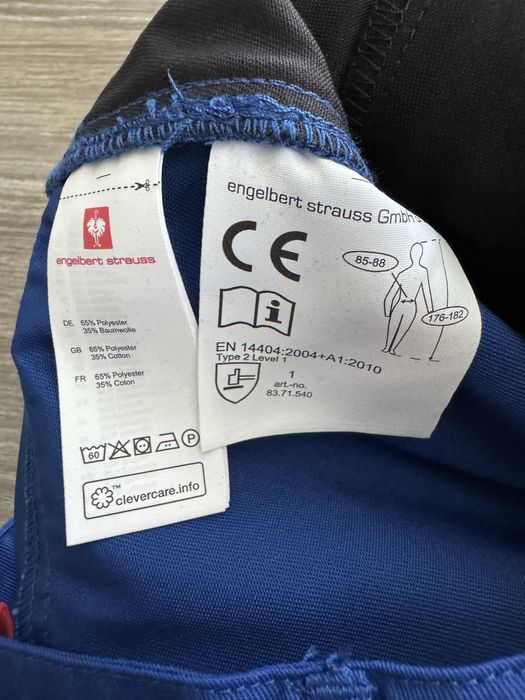 engelbert strauss
DE 65% Polyester
35% Baumwolle
GB 65% Polyester
35% Cotton
FR 65% Polyester
35% Coton
60
P
TM
clevercare.info
engelbert strauss GmbH
CE
i
85-88
176-182
EN 14404:2004+A1:2010
Type 2 Level 1
1
art.-no.
83.71.540